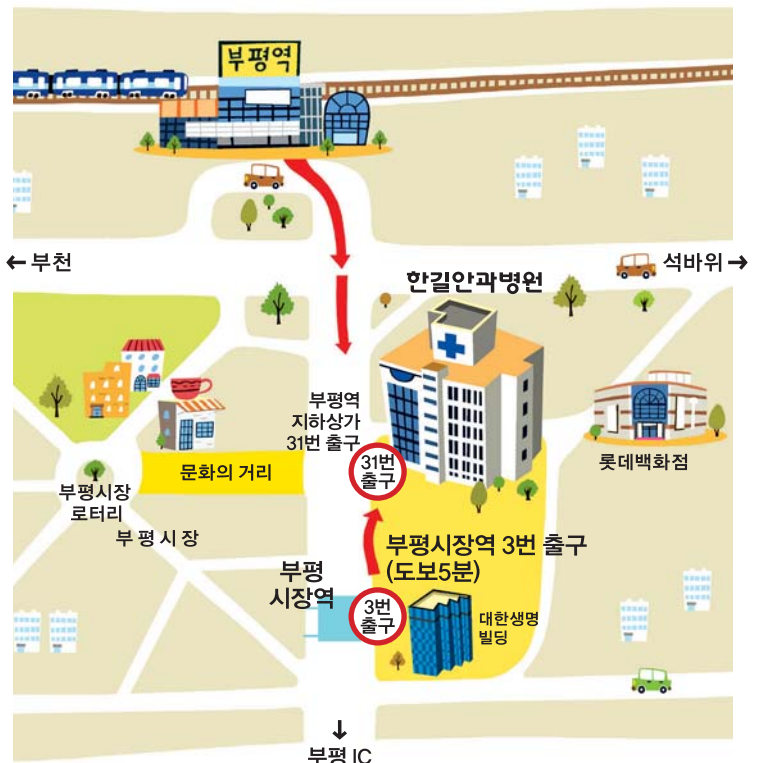 부평역
← 부천
석바위 →
한길안과병원
부평역
지하상가
31번 출구
31번
출구
롯데백화점
문화의 거리
부평시장
로터리
부평시장
부평시장역 3번 출구
(도보5분)
부평
시장역
3번
출구
대한생명
빌딩
↓
부평 IC